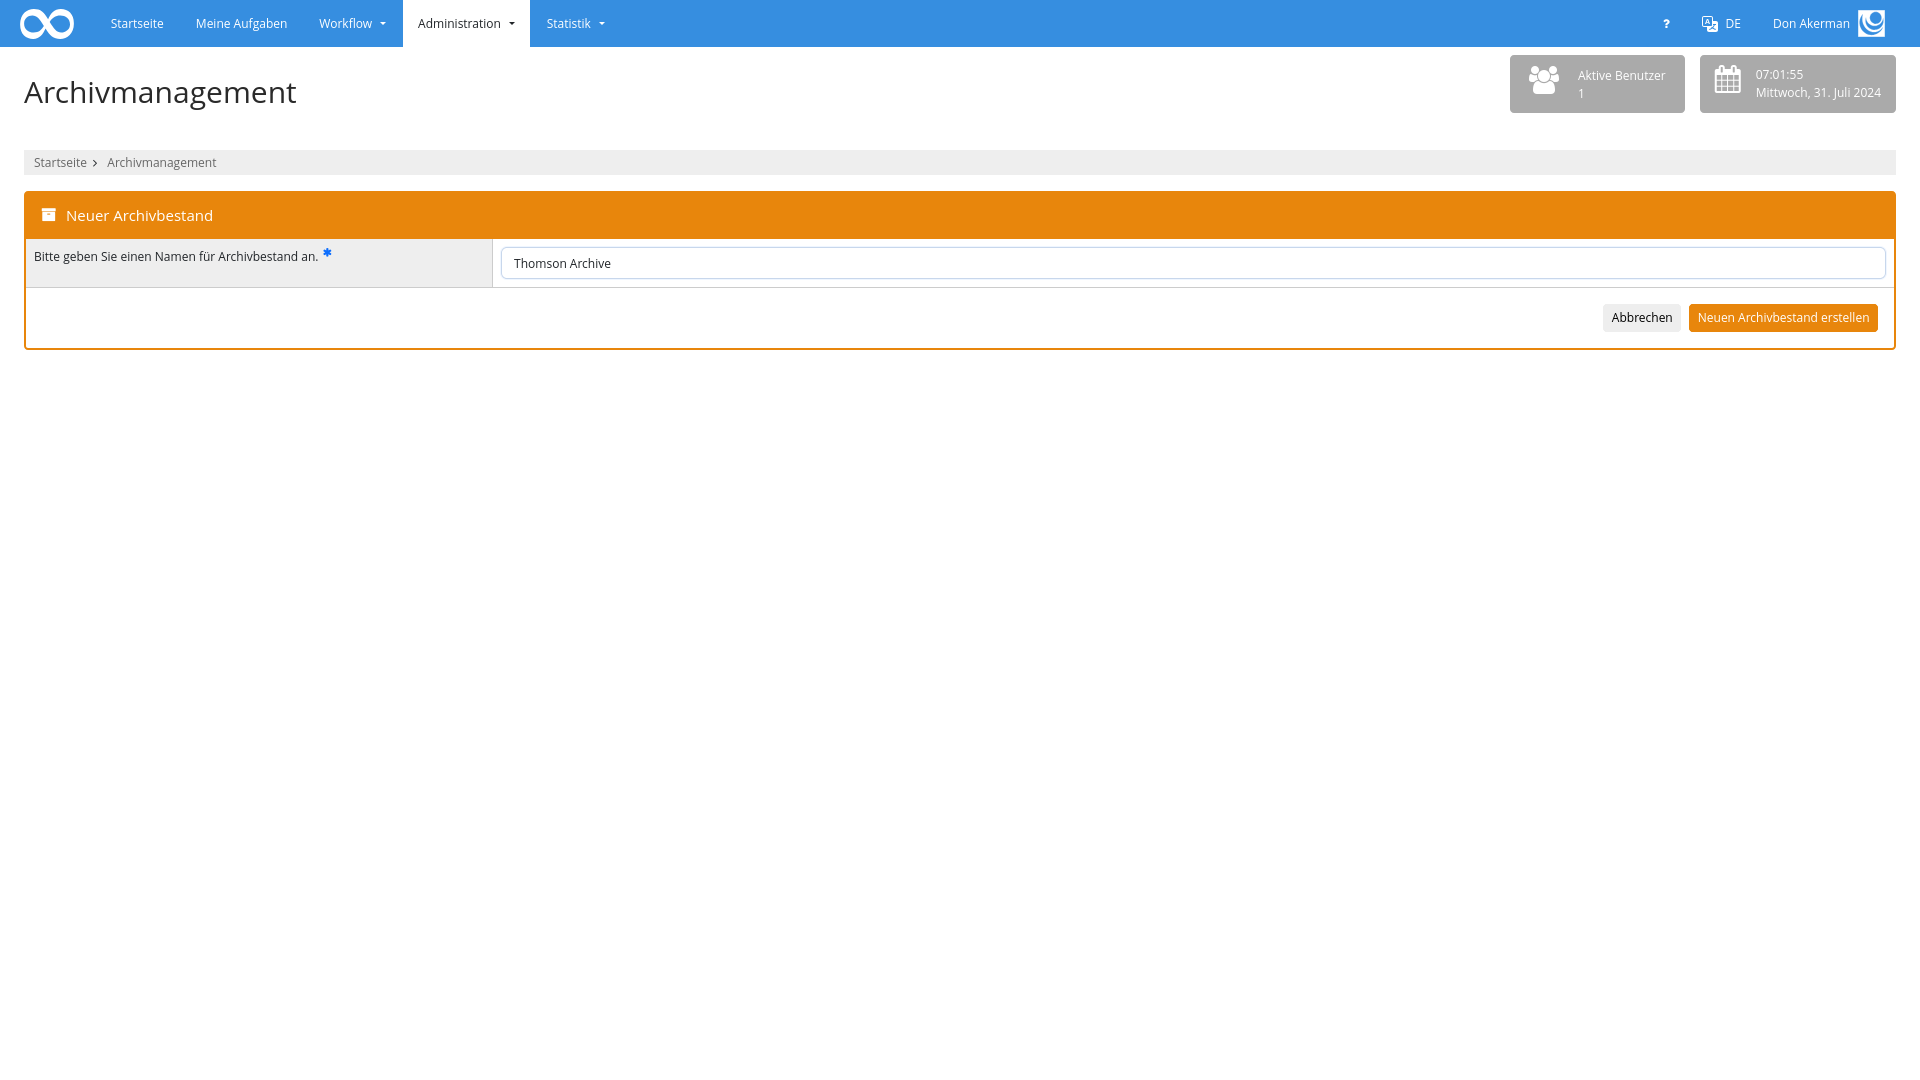 Startseite Meine Aufgaben Workflow Administration Statistik ? DE Don Akerman
Archivmanagement
Aktive Benutzer
1
07:01:55
Mittwoch, 31. Juli 2024
Startseite > Archivmanagement
Neuer Archivbestand
Bitte geben Sie einen Namen für Archivbestand an. *
Thomson Archive
Abbrechen Neuen Archivbestand erstellen